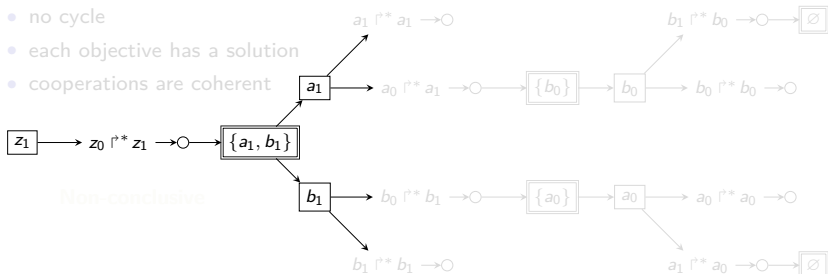 no cycle
each objective has a solution
cooperations are coherent
a₁ ↱* a₁
b₁ ↱* b₀
∅
a₁
a₀ ↱* a₁
{b₀}
b₀
b₀ ↱* b₀
z₁
z₀ ↱* z₁
{a₁, b₁}
Non-conclusive
b₁
b₀ ↱* b₁
{a₀}
a₀
a₀ ↱* a₀
b₁ ↱* b₁
a₁ ↱* a₀
∅